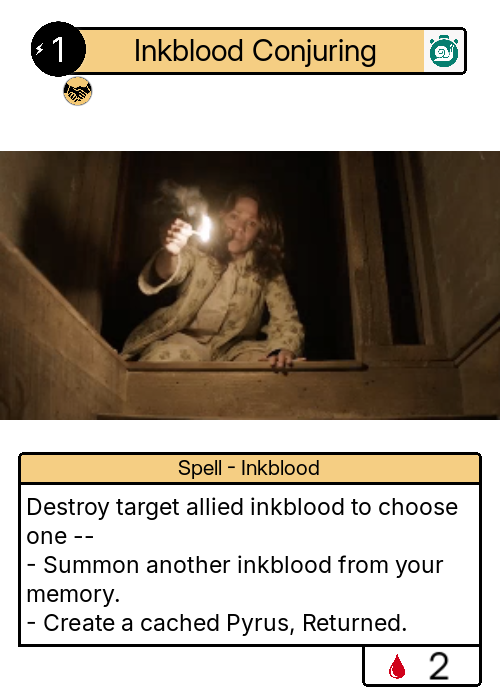 1
Inkblood Conjuring
Spell - Inkblood
Destroy target allied inkblood to choose
one --
- Summon another inkblood from your
memory.
- Create a cached Pyrus, Returned.
2